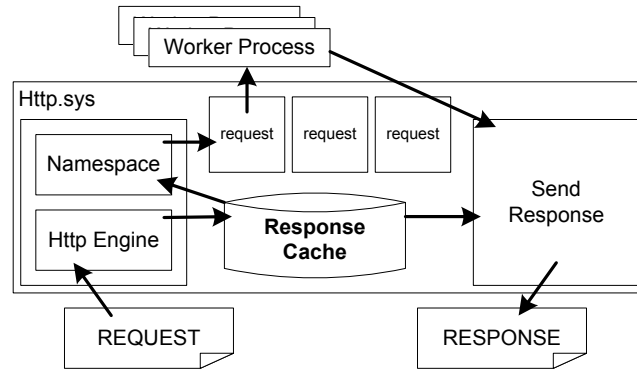 Worker Process
Http.sys
request
request
request
Namespace
Send
Response
Http Engine
Response
Cache
REQUEST
RESPONSE